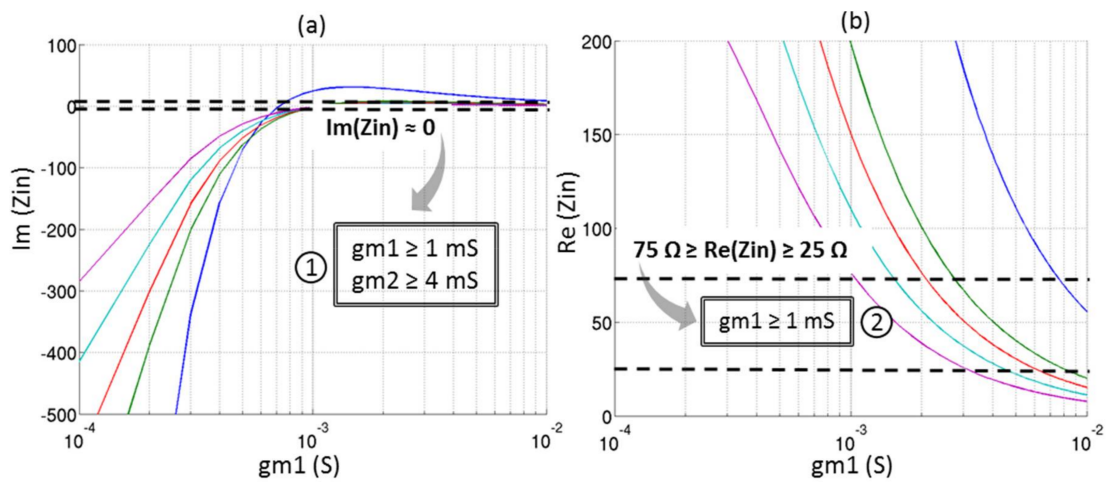 (a)
100
0
-100
-200
-300
-400
-500
Im (Zin)
Im(Zin) ≈ 0
1
gm1 ≥ 1 mS
gm2 ≥ 4 mS
10-4
10-3
10-2
gm1 (S)
(b)
200
150
100
50
0
Re (Zin)
75 Ω ≥ Re(Zin) ≥ 25 Ω
gm1 ≥ 1 mS
2
10-4
10-3
10-2
gm1 (S)